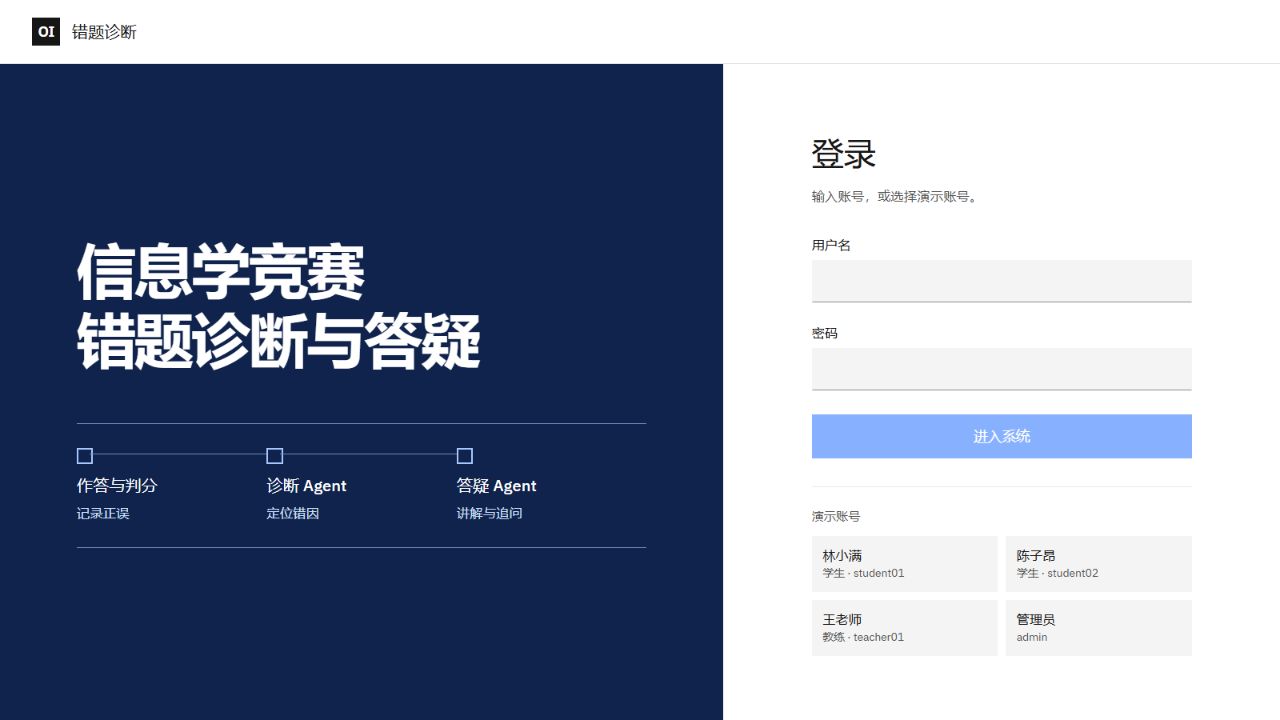 OI 错题诊断
信息学竞赛
错题诊断与答疑
作答与判分
记录正误
诊断 Agent
定位错因
答疑 Agent
讲解与追问
登录
输入账号，或选择演示账号。
用户名
密码
进入系统
演示账号
林小满
学生 · student01
陈子昂
学生 · student02
王老师
教练 · teacher01
管理员
admin